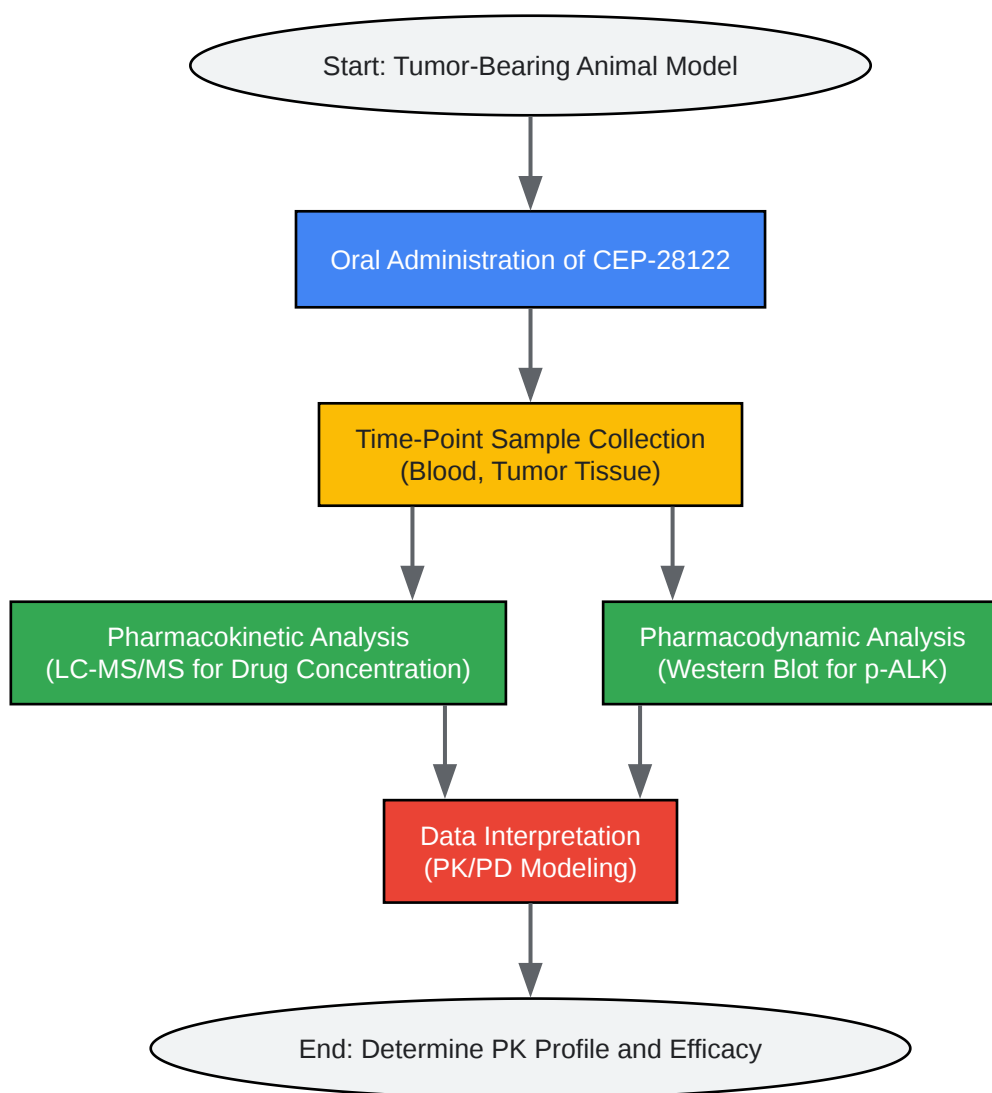 Start: Tumor-Bearing Animal Model
Oral Administration of CEP-28122
Time-Point Sample Collection
(Blood, Tumor Tissue)
Pharmacokinetic Analysis
(LC-MS/MS for Drug Concentration)
Pharmacodynamic Analysis
(Western Blot for p-ALK)
Data Interpretation
(PK/PD Modeling)
End: Determine PK Profile and Efficacy